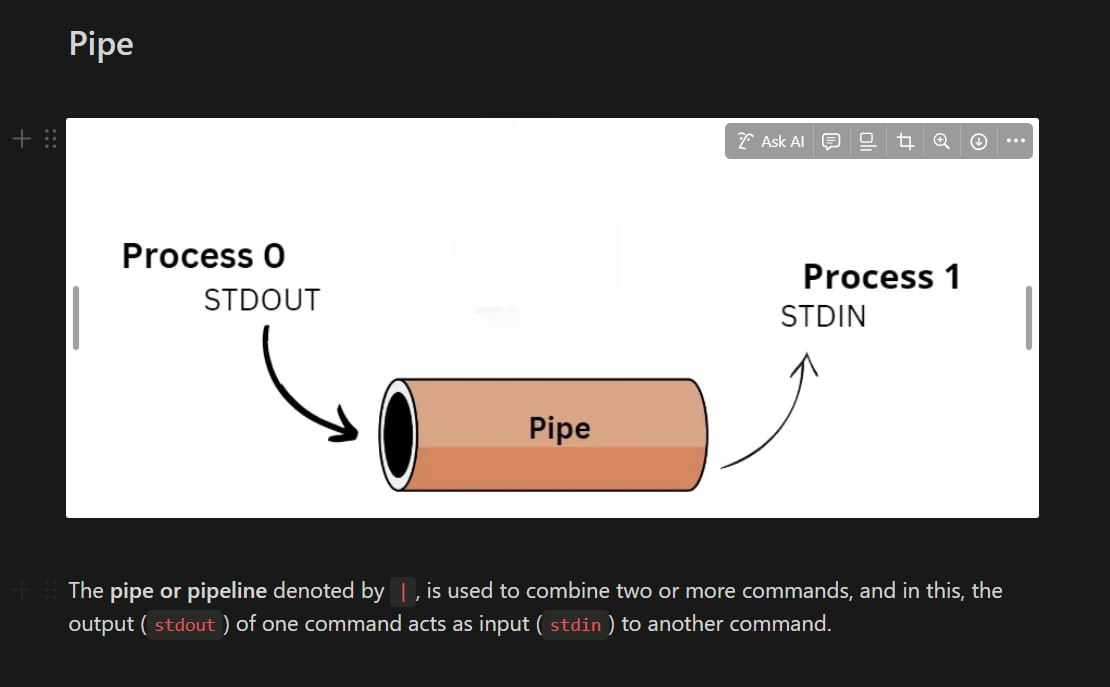 Pipe
Ask AI
Process 0
STDOUT
Process 1
STDIN
Pipe
The pipe or pipeline denoted by |, is used to combine two or more commands, and in this, the
output (stdout) of one command acts as input (stdin) to another command.